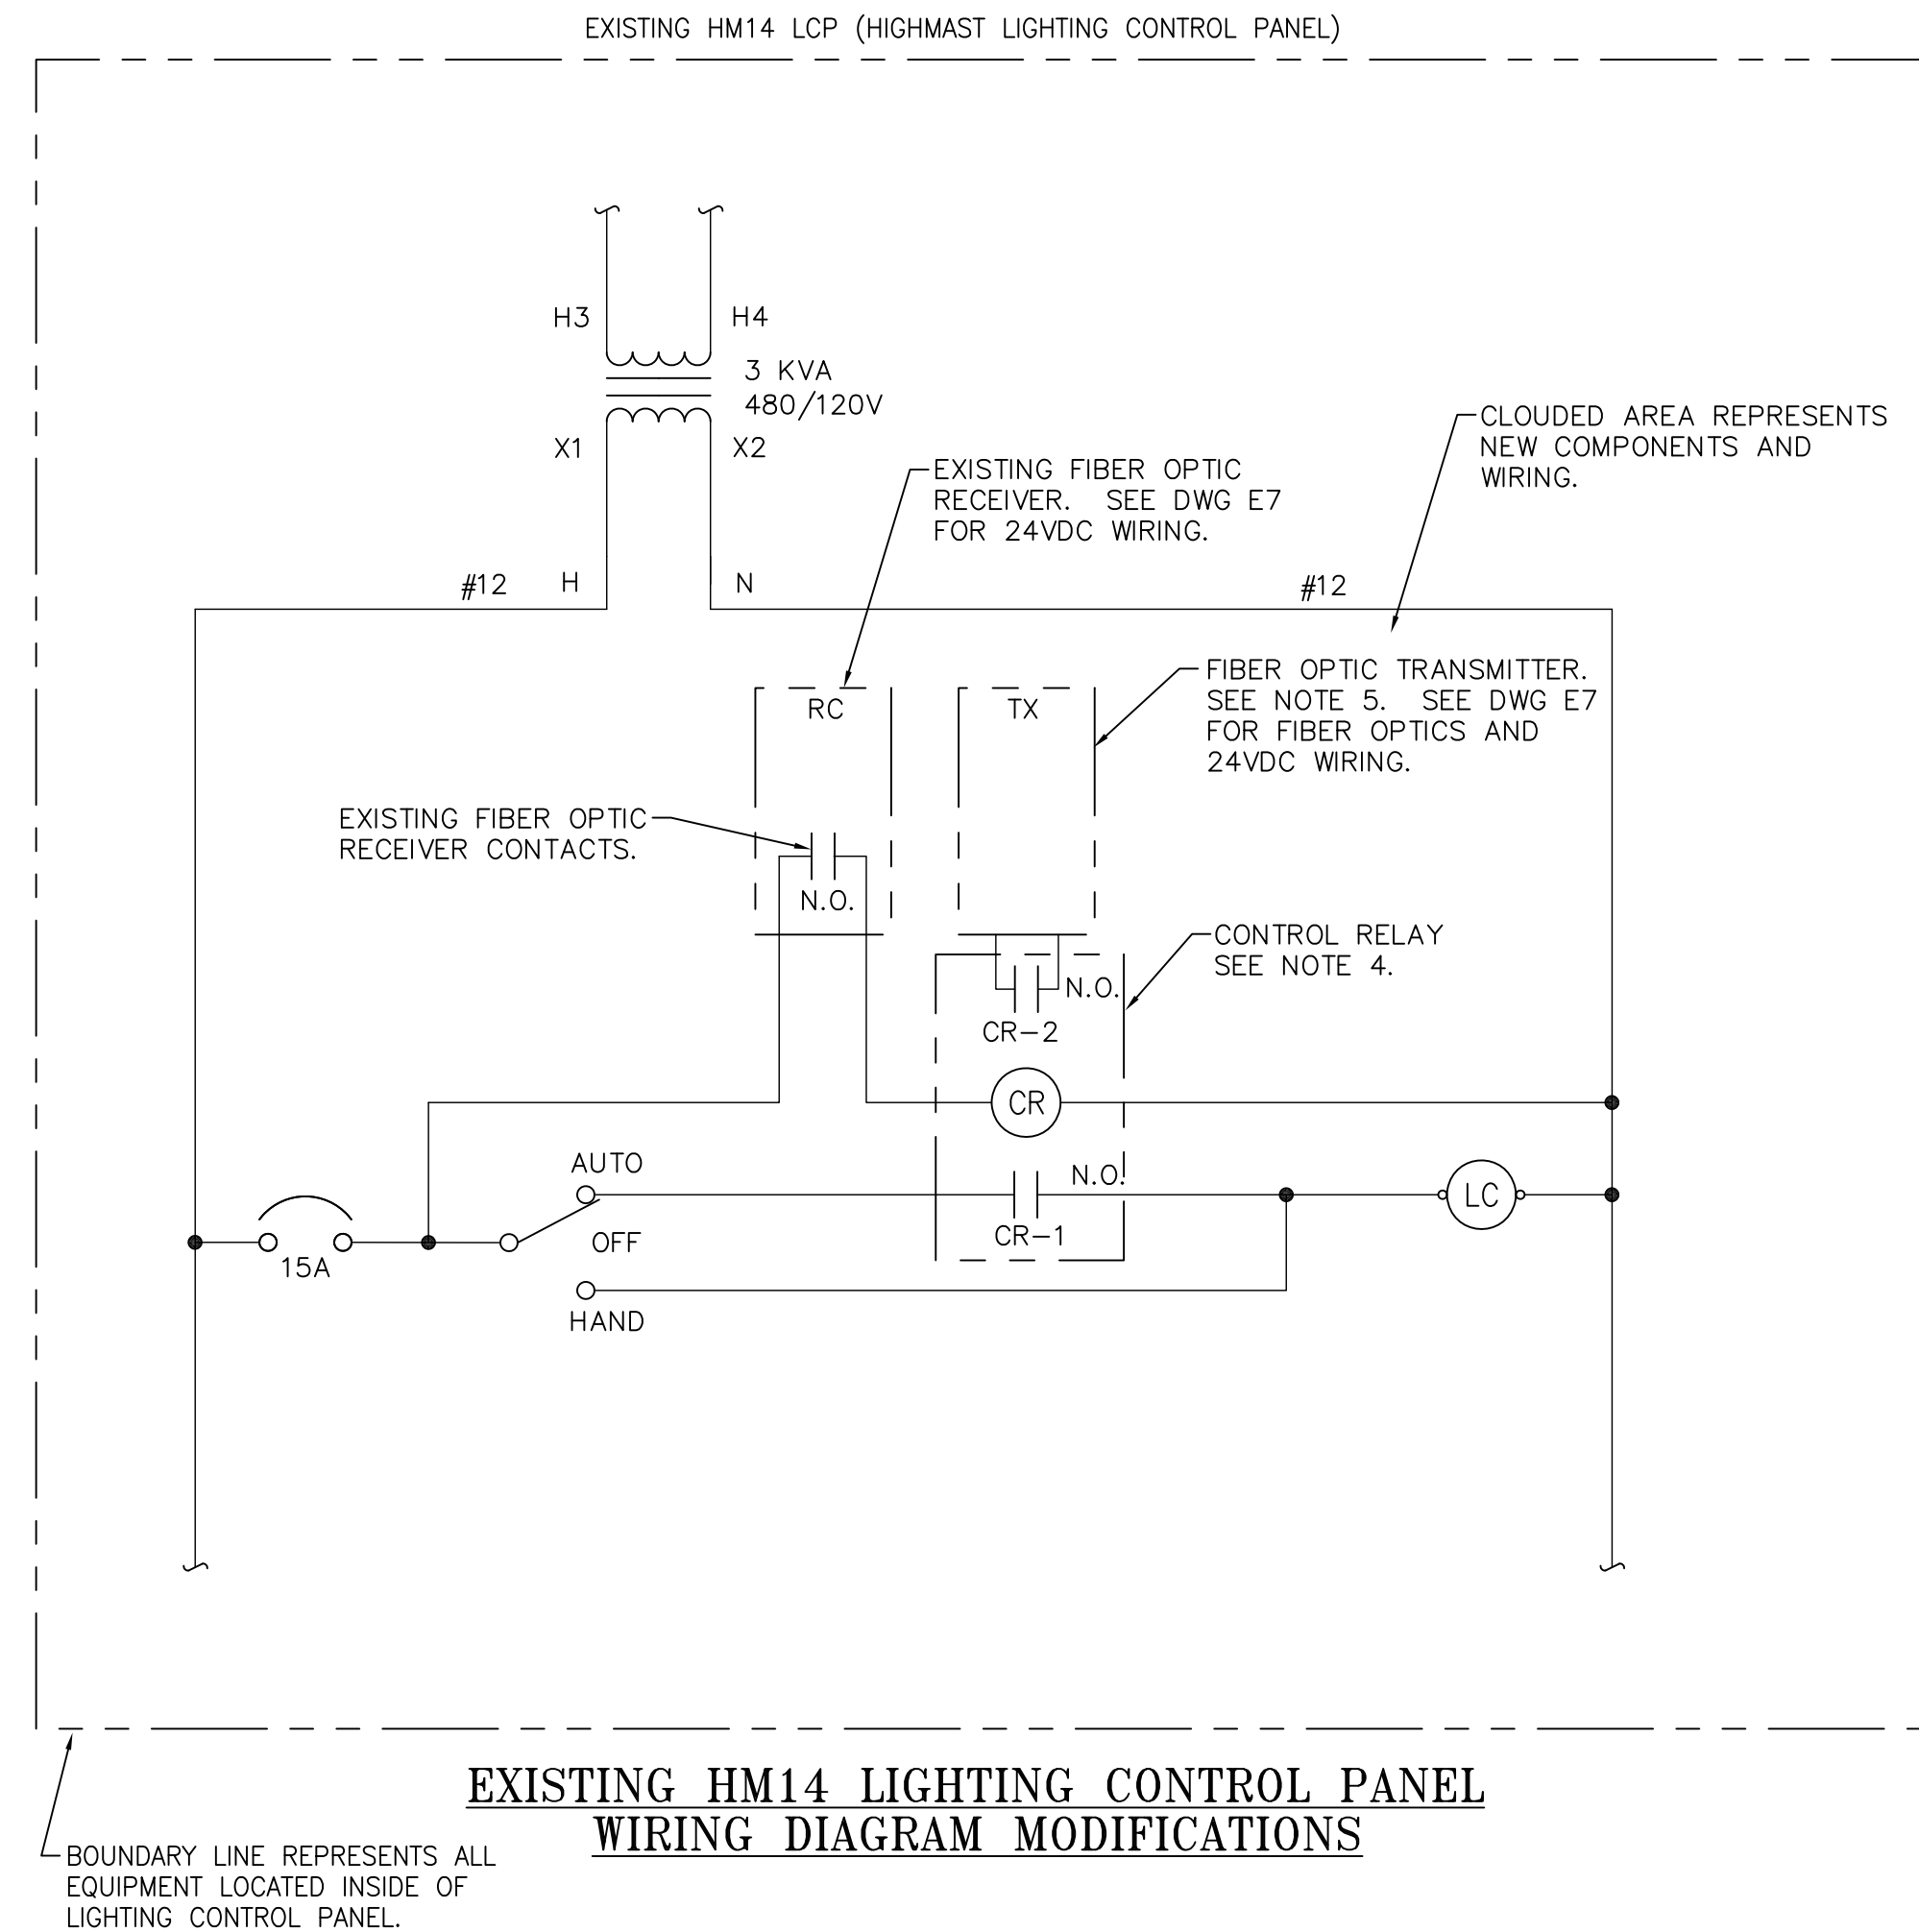 EXISTING HM14 LCP (HIGHMAST LIGHTING CONTROL PANEL)
H3
H4
3 KVA
480/120V
X1
X2
CLOUDED AREA REPRESENTS
NEW COMPONENTS AND
WIRING.
EXISTING FIBER OPTIC
RECEIVER. SEE DWG E7
FOR 24VDC WIRING.
#12
H
N
#12
RC
TX
FIBER OPTIC TRANSMITTER.
SEE NOTE 5. SEE DWG E7
FOR FIBER OPTICS AND
24VDC WIRING.
EXISTING FIBER OPTIC
RECEIVER CONTACTS.
N.O.
CONTROL RELAY
SEE NOTE 4.
N.O.
CR-2
CR
AUTO
N.O.
LC
OFF
CR-1
15A
HAND
EXISTING HM14 LIGHTING CONTROL PANEL
WIRING DIAGRAM MODIFICATIONS
BOUNDARY LINE REPRESENTS ALL
EQUIPMENT LOCATED INSIDE OF
LIGHTING CONTROL PANEL.